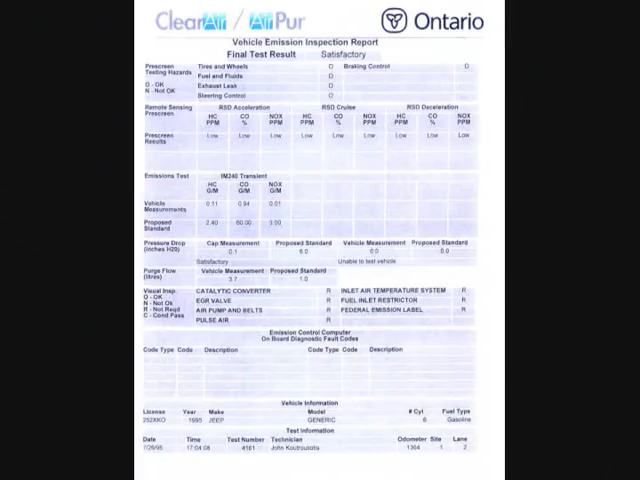 ClearAir / AirPur Ontario
Vehicle Emission Inspection Report
Final Test Result Satisfactory
Prescreen Testing Hazards
O - OK
N - Not OK
Tires and Wheels O Braking Control O
Fuel and Fluids O
Exhaust Leak O
Steering Control O
Remote Sensing Prescreen
RSD Acceleration RSD Cruise RSD Deceleration
HC PPM CO % NOX PPM HC PPM CO % NOX PPM HC PPM CO % NOX PPM
Prescreen Results Low Low Low Low Low Low Low Low Low
Emissions Test IM240 Transient
HC G/M CO G/M NOX G/M
Vehicle Measurements 0.11 0.94 0.01
Proposed Standard 2.40 60.00 3.00
Pressure Drop (inches H20) Cap Measurement Proposed Standard Vehicle Measurement Proposed Standard
0.1 6.0 0.0 0.0
Satisfactory Unable to test vehicle
Purge Flow (litres) Vehicle Measurement Proposed Standard
3.7 1.0
Visual Insp.
O - OK
N - Not Ok
R - Not Reqd
C - Cond Pass
CATALYTIC CONVERTER R INLET AIR TEMPERATURE SYSTEM R
EGR VALVE R FUEL INLET RESTRICTOR R
AIR PUMP AND BELTS R FEDERAL EMISSION LABEL R
PULSE AIR R
Emission Control Computer
On Board Diagnostic Fault Codes
Code Type Code Description Code Type Code Description
Vehicle Information
License Year Make Model # Cyl Fuel Type
252XKO 1995 JEEP GENERIC 6 Gasoline
Test Information
Date Time Test Number Technician Odometer Site Lane
7/26/95 17:04:08 4161 John 1364 1 2